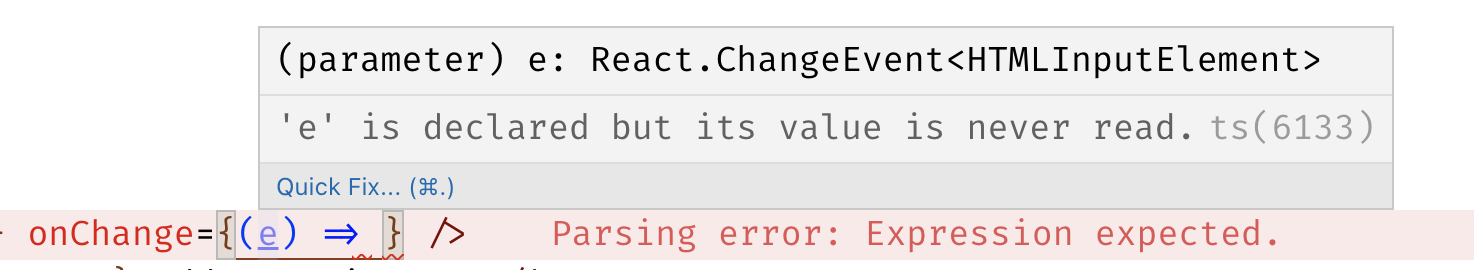 (parameter) e: React.ChangeEvent<HTMLInputElement>
'e' is declared but its value is never read. ts(6133)
Quick Fix... (⌘.)
onChange={(e) => } /> Parsing error: Expression expected.